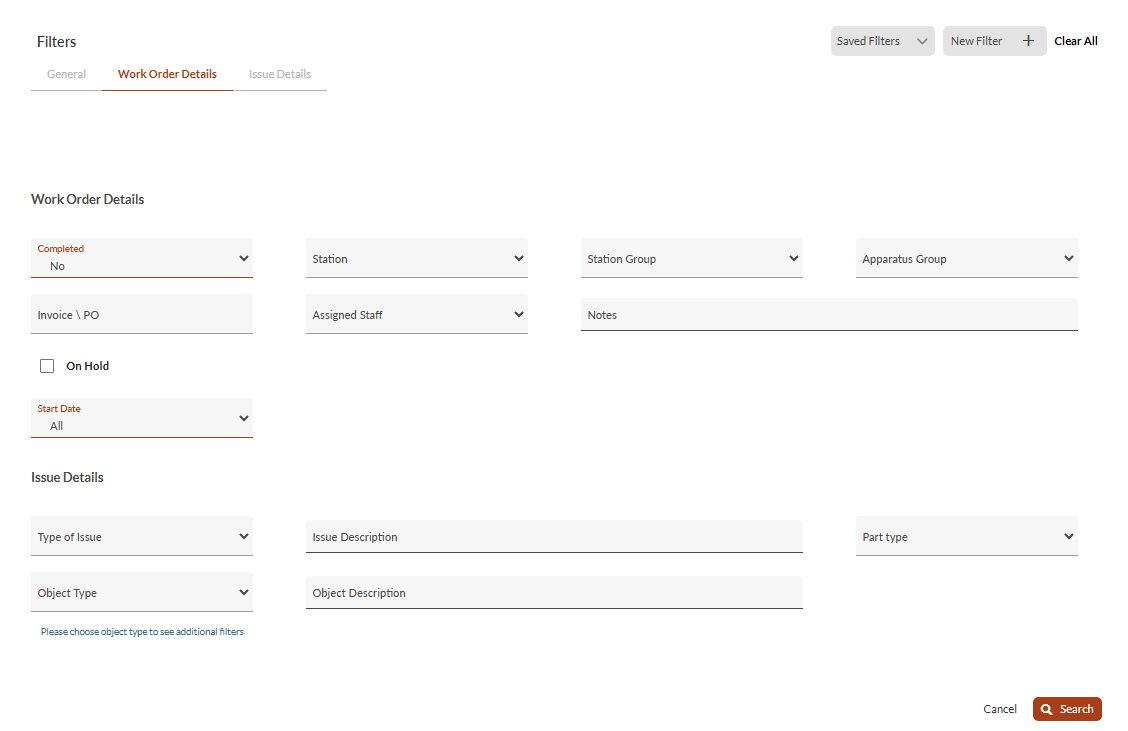 Filters
Saved Filters
New Filter +
Clear All
General
Work Order Details
Issue Details
Work Order Details
Completed
No
Station
Station Group
Apparatus Group
Invoice \ PO
Assigned Staff
Notes
On Hold
Start Date
All
Issue Details
Type of Issue
Issue Description
Part type
Object Type
Object Description
Please choose object type to see additional filters
Cancel
Search